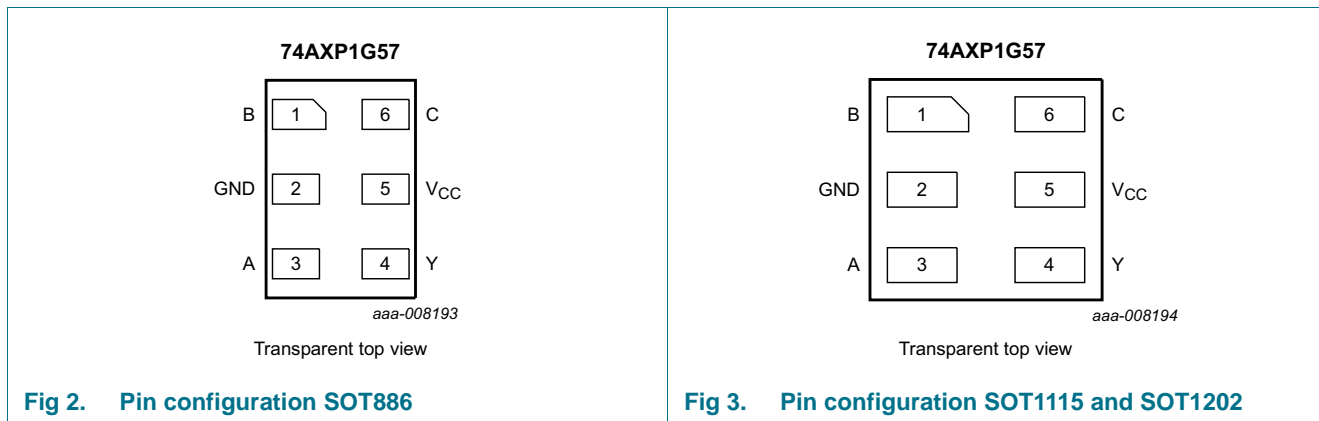 74AXP1G57
B 1 6 C
GND 2 5 VCC
A 3 4 Y
aaa-008193
Transparent top view
Fig 2. Pin configuration SOT886
74AXP1G57
B 1 6 C
GND 2 5 VCC
A 3 4 Y
aaa-008194
Transparent top view
Fig 3. Pin configuration SOT1115 and SOT1202